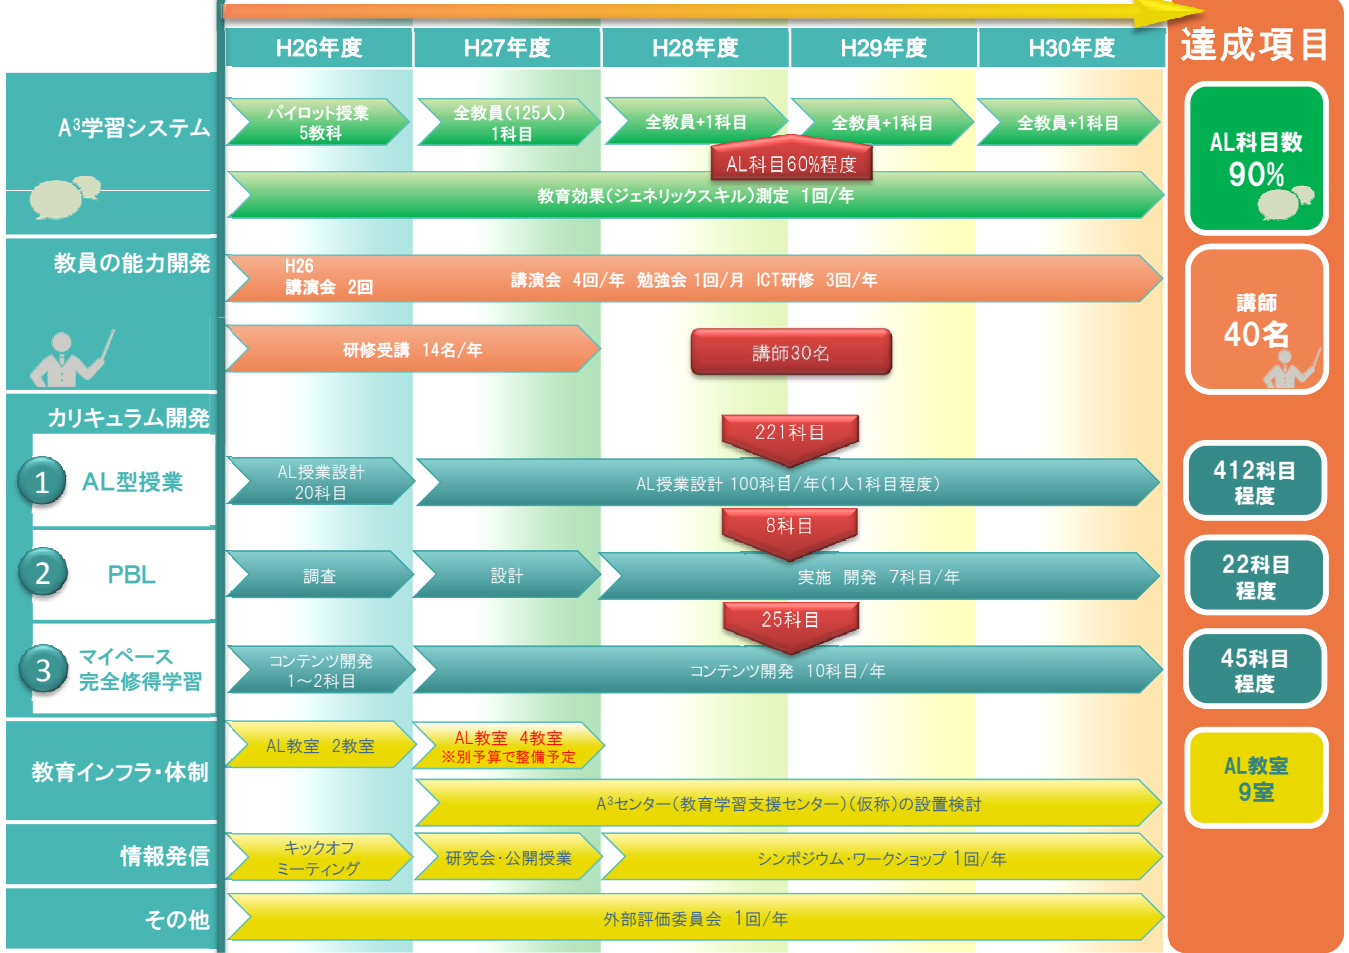 H26年度
H27年度
H28年度
H29年度
H30年度
達成項目
A³学習システム
パイロット授業
5教科
全教員(125人)
1科目
全教員+1科目
全教員+1科目
全教員+1科目
AL科目60%程度
教育効果(ジェネリックスキル)測定 1回/年
AL科目数
90%
教員の能力開発
H26
講演会 2回
講演会 4回/年 勉強会 1回/月 ICT研修 3回/年
研修受講 14名/年
講師30名
講師
40名
カリキュラム開発
1
AL型授業
AL授業設計
20科目
221科目
AL授業設計 100科目/年(1人1科目程度)
412科目
程度
2
PBL
調査
設計
8科目
実施 開発 7科目/年
22科目
程度
3
マイペース
完全修得学習
コンテンツ開発
1~2科目
25科目
コンテンツ開発 10科目/年
45科目
程度
教育インフラ・体制
AL教室 2教室
AL教室 4教室
※別予算で整備予定
A³センター(教育学習支援センター)(仮称)の設置検討
AL教室
9室
情報発信
キックオフ
ミーティング
研究会・公開授業
シンポジウム・ワークショップ 1回/年
その他
外部評価委員会 1回/年